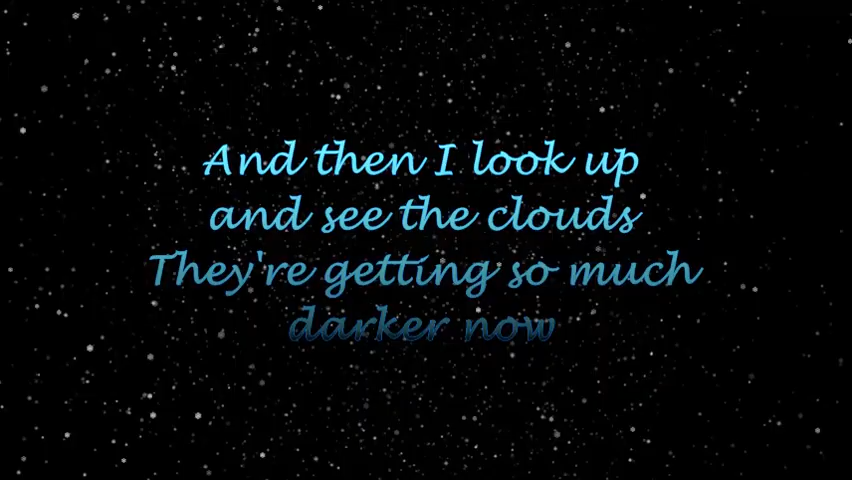 And then I look up
and see the clouds
They're getting so much
darker now